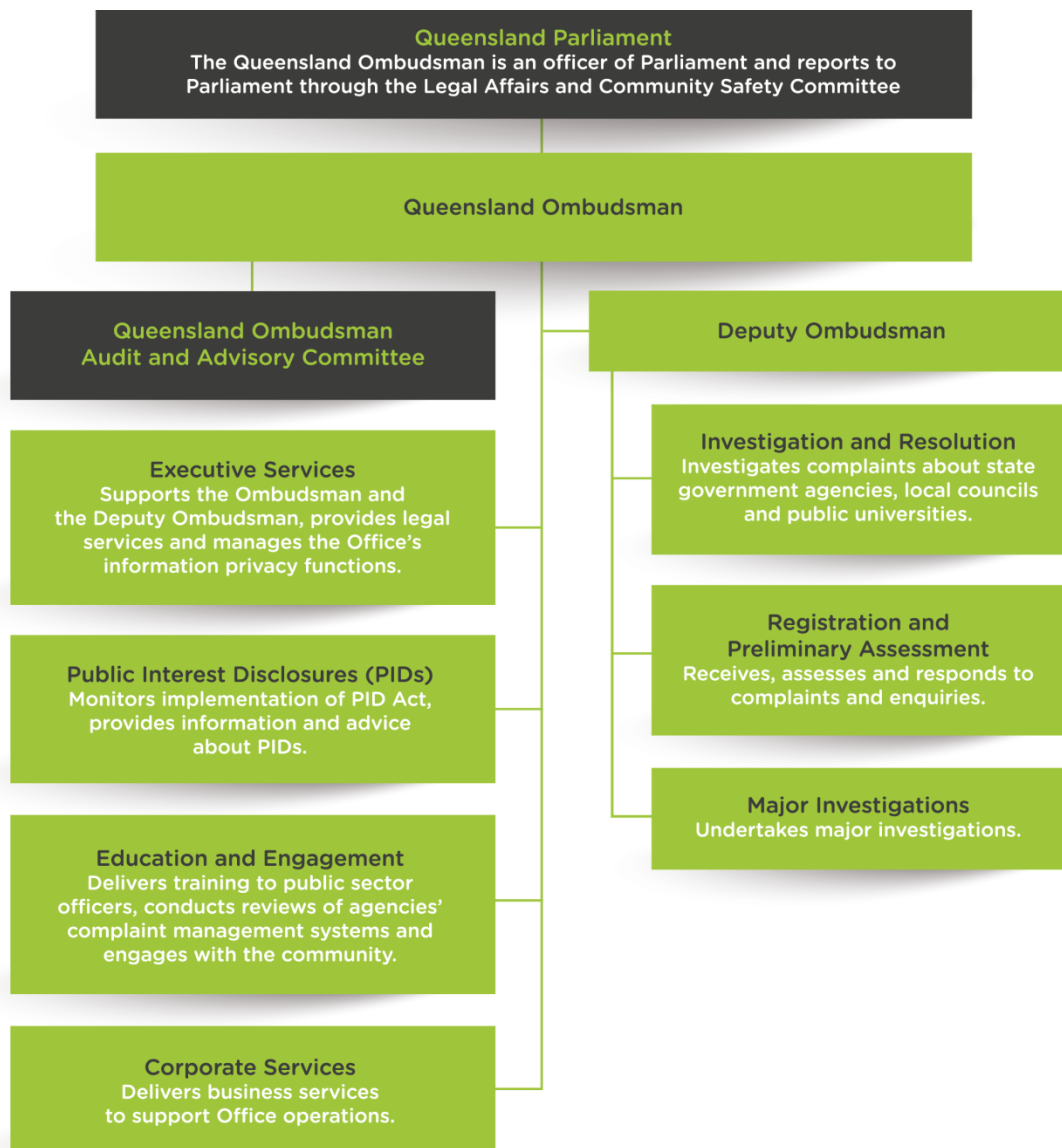 Queensland Parliament
The Queensland Ombudsman is an officer of Parliament and reports to
Parliament through the Legal Affairs and Community Safety Committee
Queensland Ombudsman
Queensland Ombudsman
Audit and Advisory Committee
Executive Services
Supports the Ombudsman and
the Deputy Ombudsman, provides legal
services and manages the Office’s
information privacy functions.
Public Interest Disclosures (PIDs)
Monitors implementation of PID Act,
provides information and advice
about PIDs.
Education and Engagement
Delivers training to public sector
officers, conducts reviews of agencies’
complaint management systems and
engages with the community.
Corporate Services
Delivers business services
to support Office operations.
Deputy Ombudsman
Investigation and Resolution
Investigates complaints about state
government agencies, local councils
and public universities.
Registration and
Preliminary Assessment
Receives, assesses and responds to
complaints and enquiries.
Major Investigations
Undertakes major investigations.